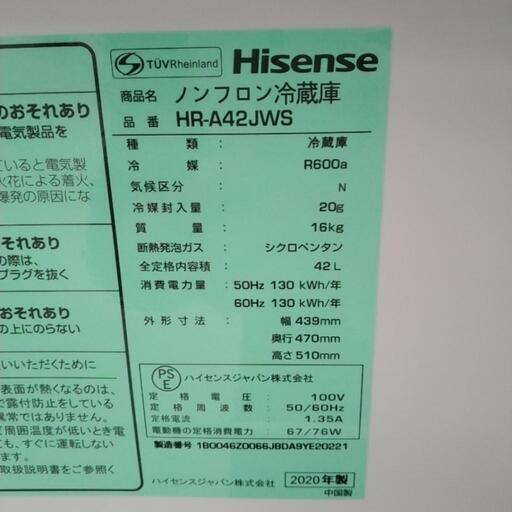 のおそれあり
電気製品を
ていると電気製
火花による着火、
爆発の原因にな
それあり
の際は、
プラグを抜く
おそれあり
の上にのらない
いいただくために
表面が熱くなるのは、
で露付防止をしている
異常ではありません。
周囲温度が低いとき電
ても、すぐに運転しない
ます。
取扱説明書をご参照く
TÜVRheinland
Hisense
商品名 ノンフロン冷蔵庫
品番 HR-A42JWS
種類: 冷蔵庫
冷媒: R600a
気候区分: N
冷媒封入量: 20g
質量: 16kg
断熱発泡ガス: シクロペンタン
全定格内容積: 42L
消費電力量: 50Hz 130 kWh/年
60Hz 130 kWh/年
外形寸法: 幅 439mm
奥行 470mm
高さ 510mm
PSE
ハイセンスジャパン株式会社
定格電圧: 100V
定格周波数: 50/60Hz
定格電流: 1.35A
電動機の定格消費電力: 67/76W
製造番号 1B0046Z0066JBDA9YE20221
ハイセンスジャパン株式会社
2020 年製
中国製